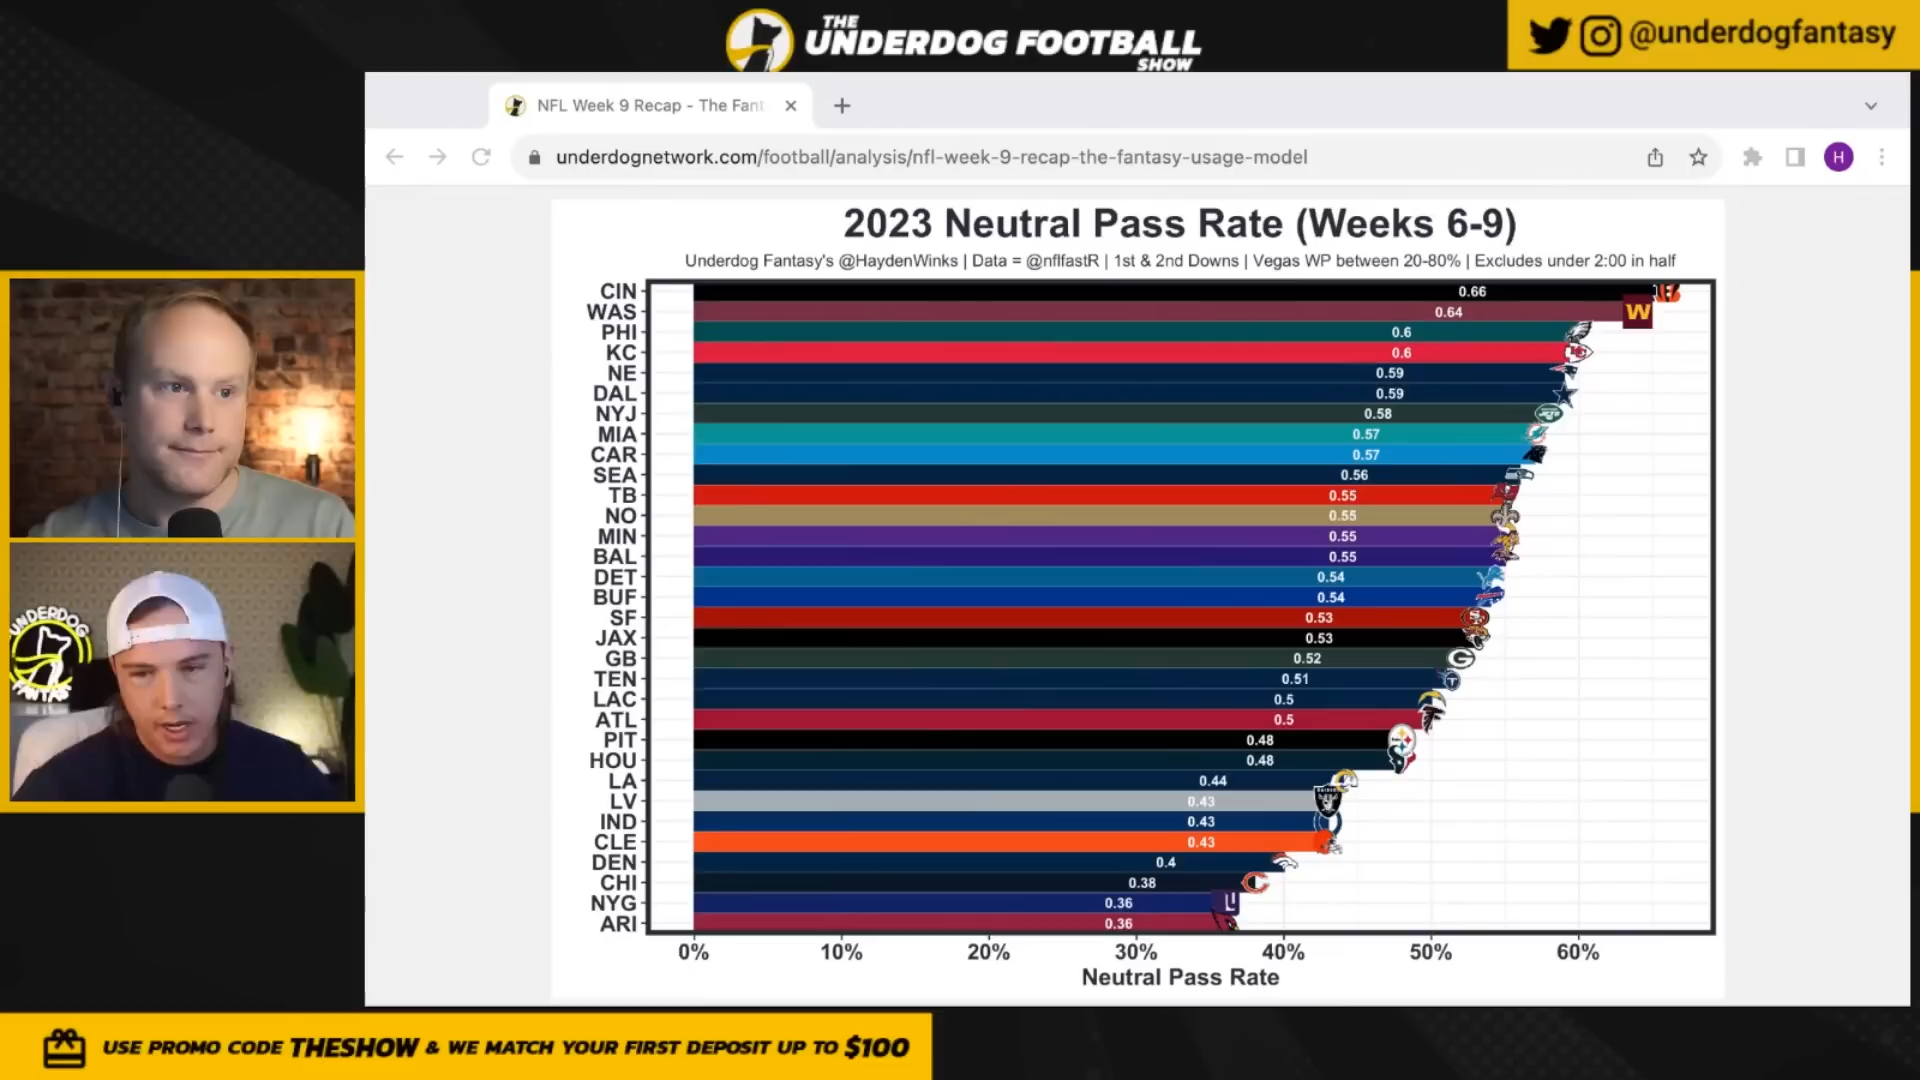 THE
UNDERDOG FOOTBALL
SHOW
@underdogfantasy
NFL Week 9 Recap - The Fant
underdognetwork.com/football/analysis/nfl-week-9-recap-the-fantasy-usage-model
H
2023 Neutral Pass Rate (Weeks 6-9)
Underdog Fantasy's @HaydenWinks | Data = @nflfastR | 1st & 2nd Downs | Vegas WP between 20-80% | Excludes under 2:00 in half
CIN 0.66
WAS 0.64 W
PHI 0.6
KC 0.6
NE 0.59
DAL 0.59
NYJ 0.58
MIA 0.57
CAR 0.57
SEA 0.56
TB 0.55
NO 0.55
MIN 0.55
BAL 0.55
DET 0.54
BUF 0.54
SF 0.53
JAX 0.53
GB 0.52 G
TEN 0.51
LAC 0.5
ATL 0.5
PIT 0.48
HOU 0.48
LA 0.44
LV 0.43
IND 0.43
CLE 0.43
DEN 0.4
CHI 0.38
NYG 0.36
ARI 0.36
0% 10% 20% 30% 40% 50% 60%
Neutral Pass Rate
UNDERDOG
FANTAS
USE PROMO CODE THESHOW & WE MATCH YOUR FIRST DEPOSIT UP TO $100